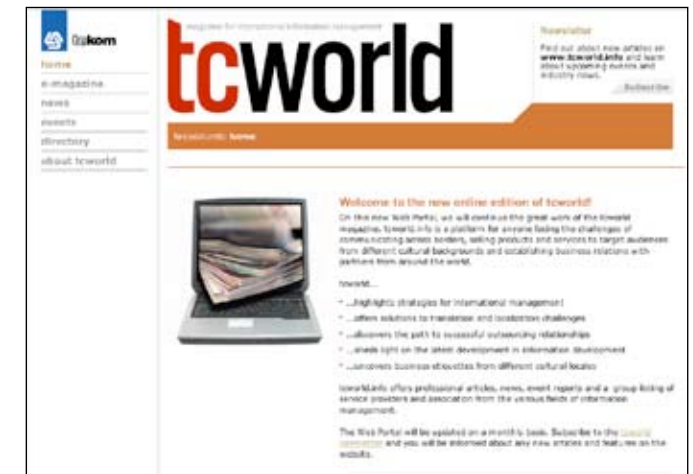 tekom
home
e-magazine
news
events
directory
about tcworld
magazine for international information management
tcworld
home
Newsletter
Find out about new articles on
www.tcworld.info and learn
about upcoming events and
industry news.
Subscribe
Welcome to the new online edition of tcworld!
On this new Web Portal, we will continue the great work of the tcworld
magazine. tcworld.info is a platform for anyone facing the challenges of
communicating across borders, selling products and services to target audiences
from different cultural backgrounds and establishing business relations with
partners from around the world.
tcworld...
- ...highlights strategies for international management
- ...offers solutions to translation and localization challenges
- ...discovers the path to successful outsourcing relationships
- ...sheds light on the latest development in information development
- ...uncovers business etiquettes from different cultural locales
tcworld.info offers professional articles, news, event reports and a group listing of
service providers and association from the various fields of information
management.
The Web Portal will be updated on a monthly basis. Subscribe to the tcworld
newsletter and you will be informed about any new articles and features on the
website.